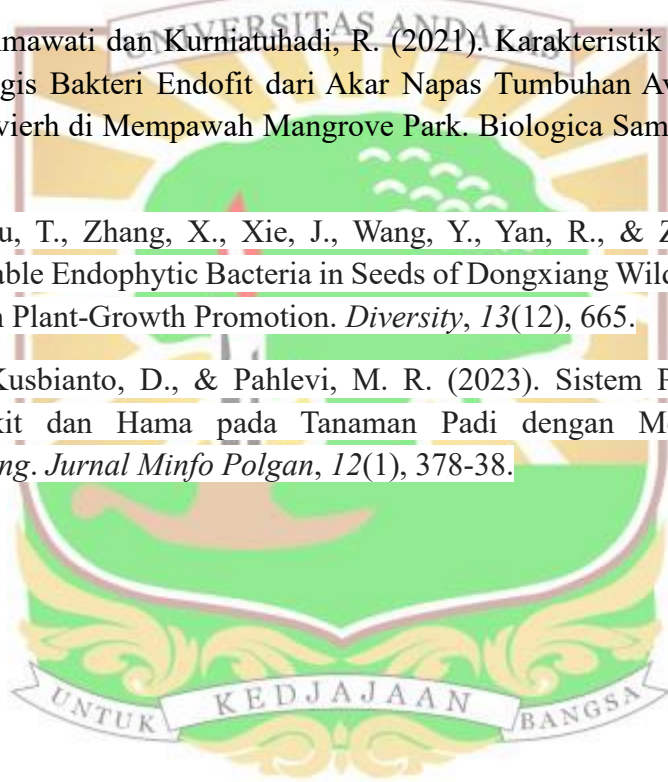 UNIVERSITAS ANDALAS
mawati dan Kurniatuhadi, R. (2021). Karakteristik
gis Bakteri Endofit dari Akar Napas Tumbuhan Av
vierh di Mempawah Mangrove Park. Biologica Sam
u, T., Zhang, X., Xie, J., Wang, Y., Yan, R., & Z
able Endophytic Bacteria in Seeds of Dongxiang Wild
n Plant-Growth Promotion. Diversity, 13(12), 665.
Kusbianto, D., & Pahlevi, M. R. (2023). Sistem P
kit dan Hama pada Tanaman Padi dengan Me
ng. Jurnal Minfo Polgan, 12(1), 378-38.
UNTUK KEDJAJAAN BANGSA